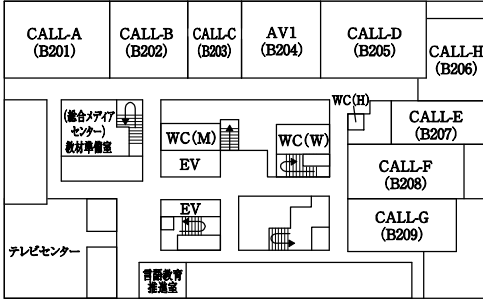 CALL-A
(B201)
CALL-B
(B202)
CALL-C
(B203)
AV1
(B204)
CALL-D
(B205)
CALL-H
(B206)
WC(H)
(総合メディア
センター)
教材準備室
WC(M)
EV
WC(W)
CALL-E
(B207)
CALL-F
(B208)
EV
CALL-G
(B209)
テレビセンター
言語教育
推進室